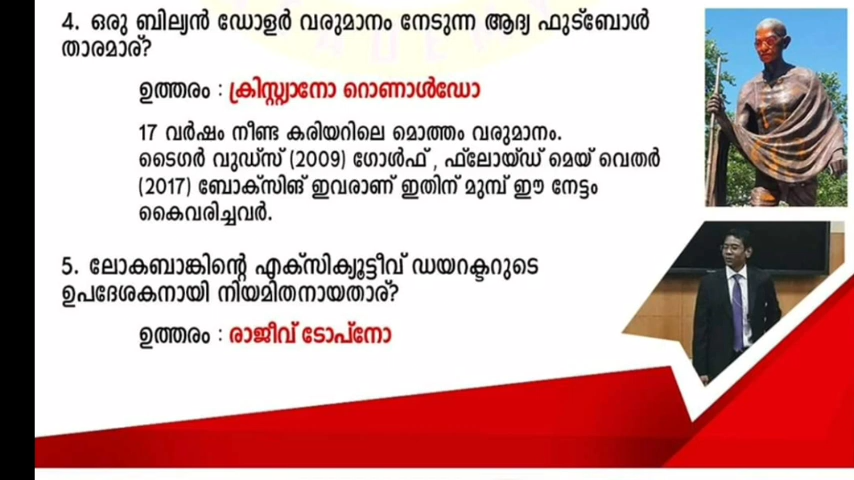 4. ഒരു ബില്യൻ ഡോളർ വരുമാനം നേടുന്ന ആദ്യ ഫുട്ബോൾ
താരമാര്?
ഉത്തരം : ക്രിസ്റ്റ്യാനോ റൊണാൾഡോ
17 വർഷം നീണ്ട കരിയറിലെ മൊത്തം വരുമാനം.
ടൈഗർ വുഡ്സ് (2009) ഗോൾഫ്, ഫ്ലോയ്ഡ് മെയ് വെതർ
(2017) ബോക്സിങ് ഇവരാണ് ഇതിന് മുമ്പ് ഈ നേട്ടം
കൈവരിച്ചവർ.
5. ലോകബാങ്കിന്റെ എക്സിക്യൂട്ടീവ് ഡയറക്ടറുടെ
ഉപദേശകനായി നിയമിതനായതാര്?
ഉത്തരം : രാജീവ് ടോപ്നോ